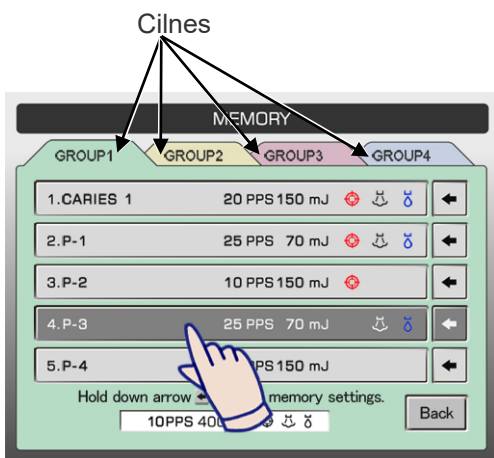 Cilnes
MEMORY
GROUP1 GROUP2 GROUP3 GROUP4
1.CARIES 1 20 PPS 150 mJ
2.P-1 25 PPS 70 mJ
3.P-2 10 PPS 150 mJ
4.P-3 25 PPS 70 mJ
5.P-4 PS 150 mJ
Hold down arrow memory settings.
10PPS 400
Back